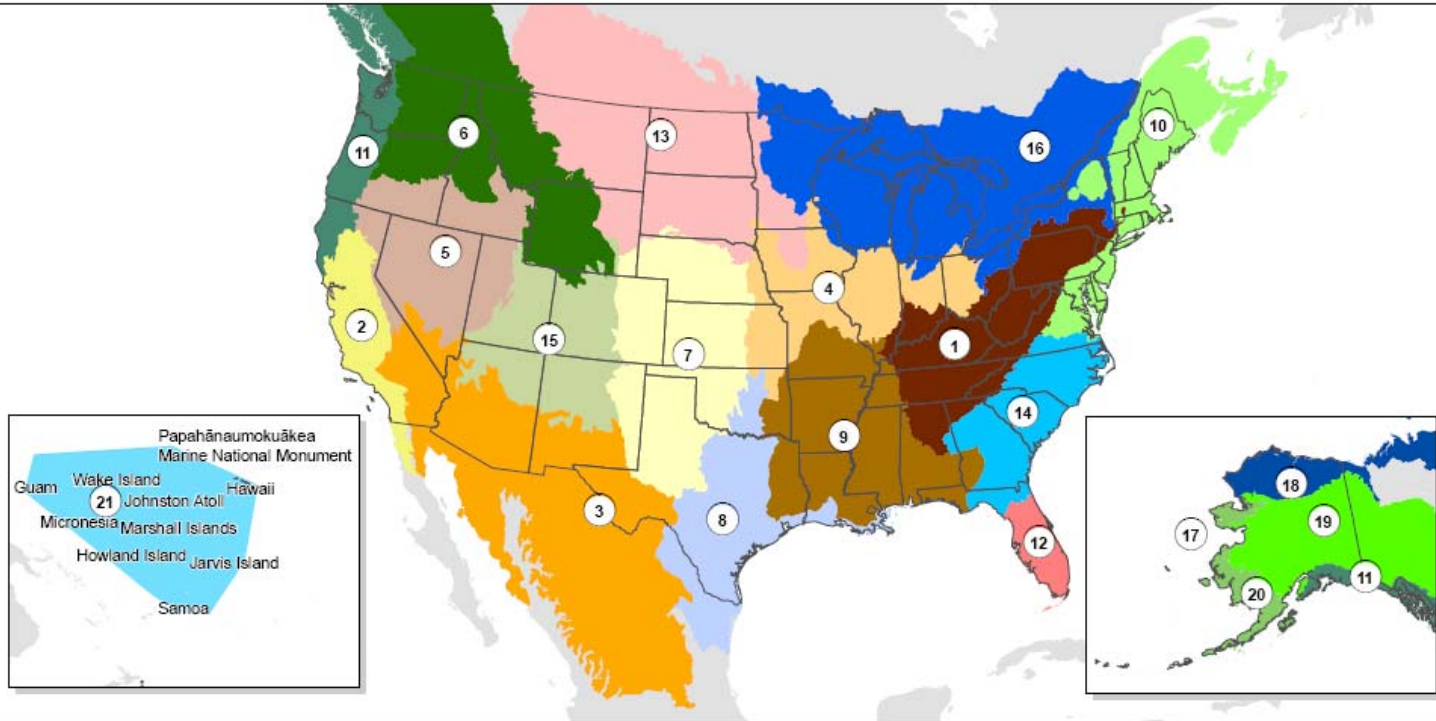 10
13
6
16
11
5
4
2
15
1
7
14
9
3
8
12
Papahānaumokuākea
Marine National Monument
Wake Island
Guam
Hawaii
21
Johnston Atoll
Micronesia
Marshall Islands
Howland Island
Jarvis Island
Samoa
18
19
17
11
20